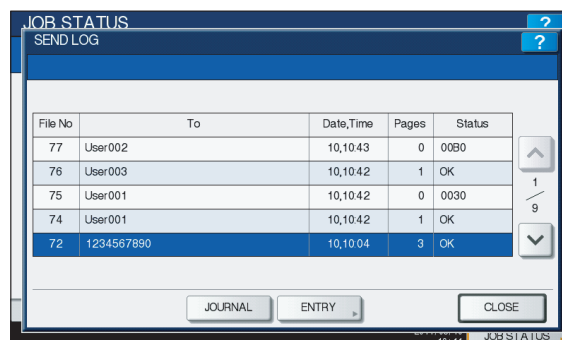 JOB STATUS ?
SEND LOG ?
File No To Date,Time Pages Status
77 User002 10,10:43 0 00B0
76 User003 10,10:42 1 OK
75 User001 10,10:42 0 0030
74 User001 10,10:42 1 OK
72 1234567890 10,10:04 3 OK
1
9
JOURNAL ENTRY CLOSE
JOB STATUS